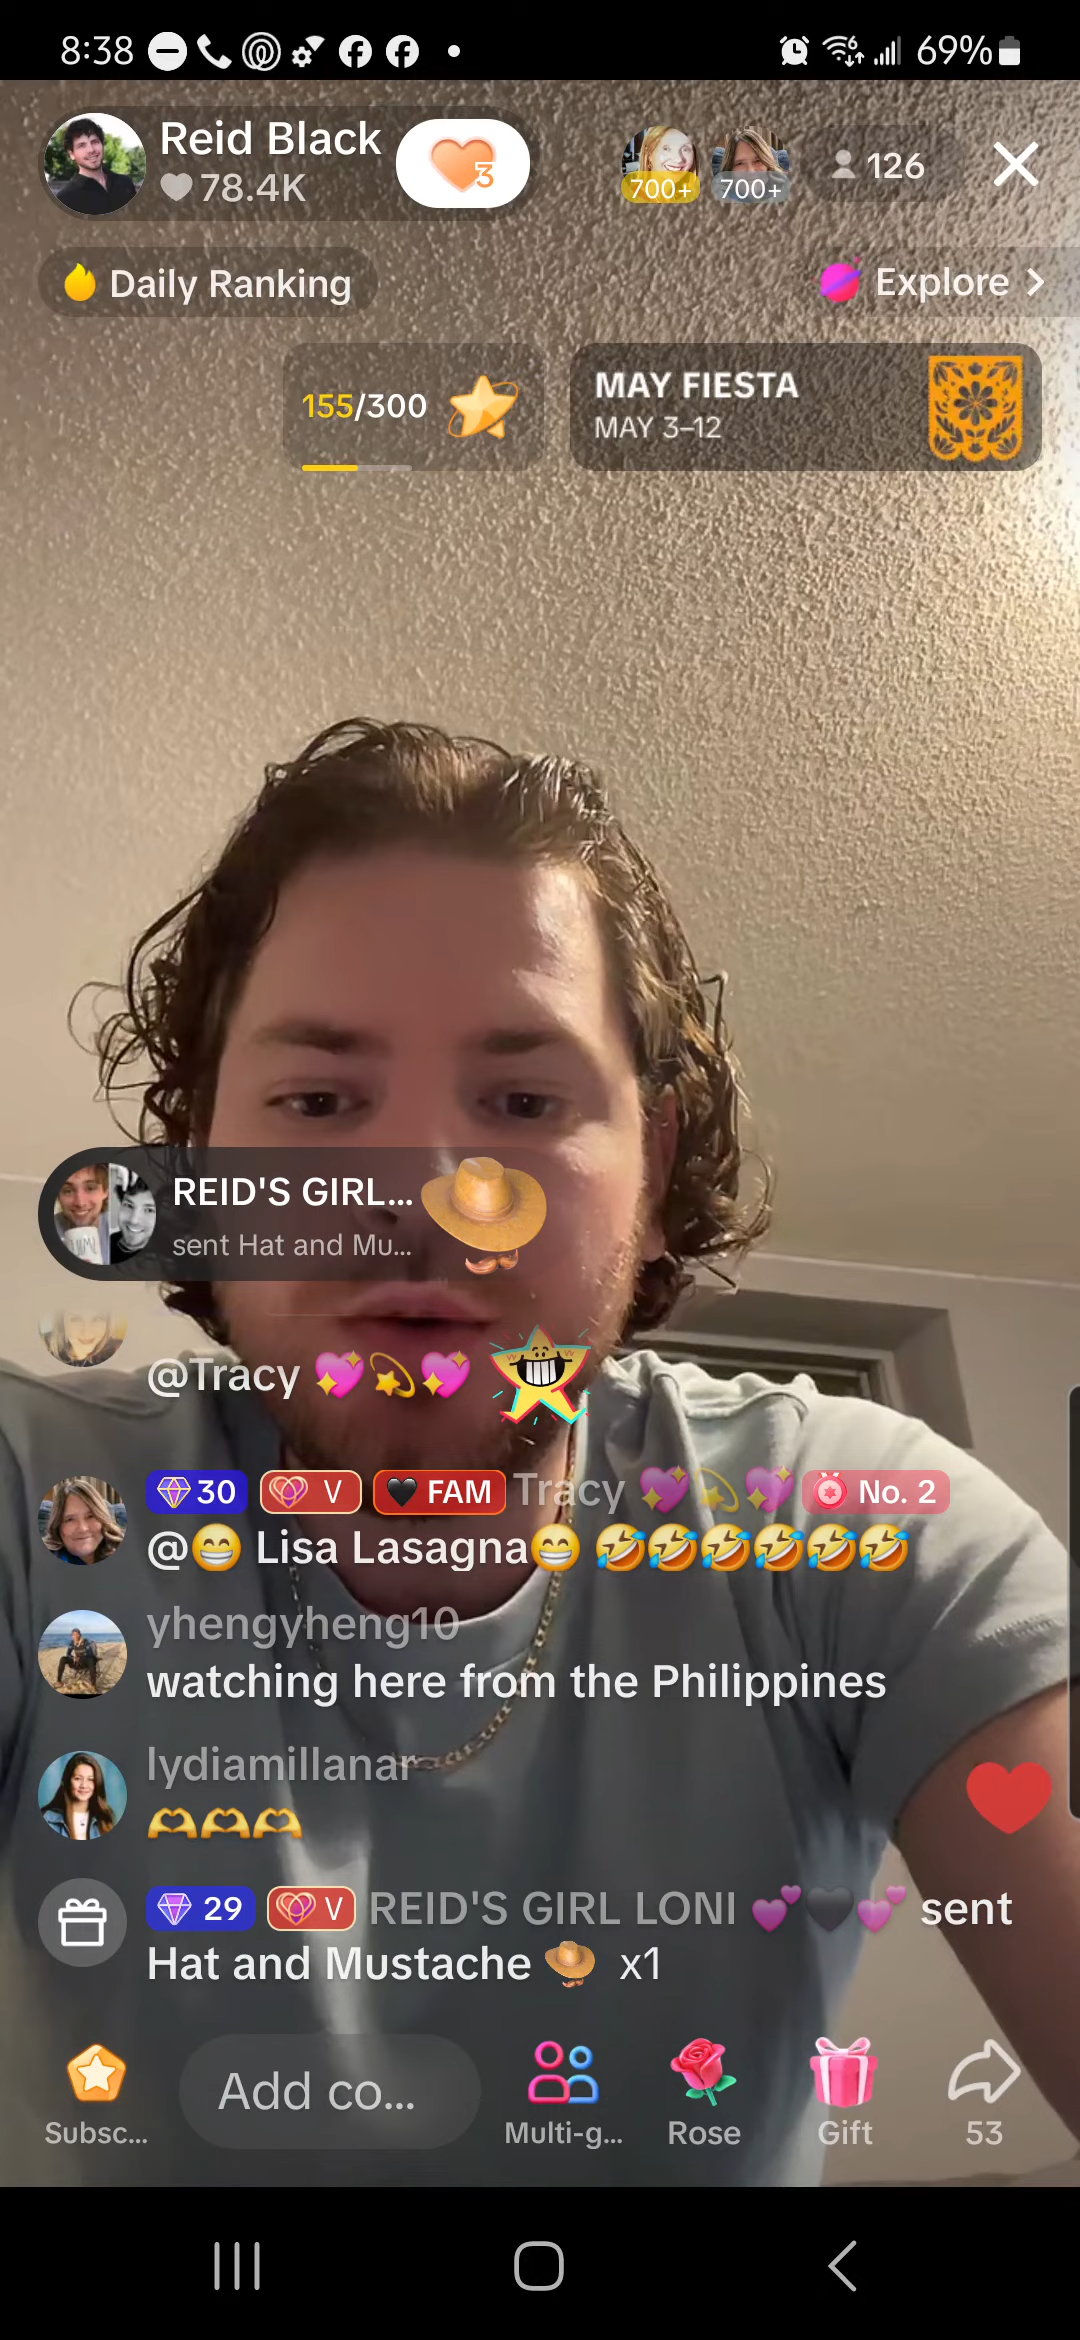 8:38
69%
Reid Black
78.4K
3
700+
700+
126
Daily Ranking
Explore
155/300
MAY FIESTA
MAY 3–12
REID'S GIRL...
sent Hat and Mu...
@Tracy 💖💫💖
30 V FAM Tracy 💖💫💖 No. 2
@😁 Lisa Lasagna😁 🤣🤣🤣🤣🤣🤣
yhengyheng10
watching here from the Philippines
lydiamillanar
🫶🫶🫶
29 V REID'S GIRL LONI 💕🖤💕 sent
Hat and Mustache x1
Add co...
Subsc...
Multi-g...
Rose
Gift
53